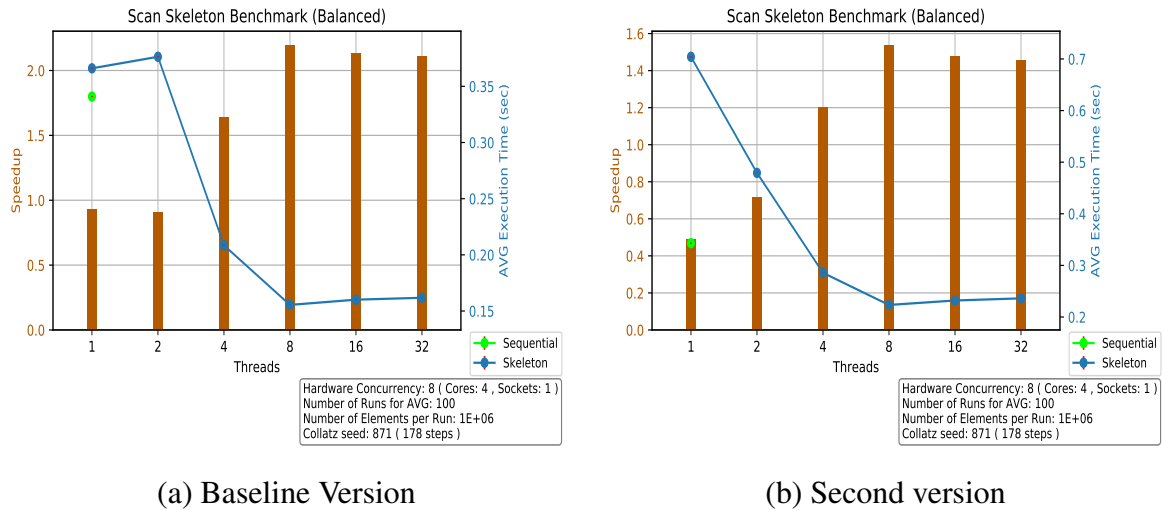 Scan Skeleton Benchmark (Balanced)
Speedup
0.0
0.5
1.0
1.5
2.0
AVG Execution Time (sec)
0.15
0.20
0.25
0.30
0.35
1 2 4 8 16 32
Threads
Sequential
Skeleton
Hardware Concurrency: 8 ( Cores: 4 , Sockets: 1 )
Number of Runs for AVG: 100
Number of Elements per Run: 1E+06
Collatz seed: 871 ( 178 steps )
(a) Baseline Version
Scan Skeleton Benchmark (Balanced)
Speedup
0.0
0.2
0.4
0.6
0.8
1.0
1.2
1.4
1.6
AVG Execution Time (sec)
0.2
0.3
0.4
0.5
0.6
0.7
1 2 4 8 16 32
Threads
Sequential
Skeleton
Hardware Concurrency: 8 ( Cores: 4 , Sockets: 1 )
Number of Runs for AVG: 100
Number of Elements per Run: 1E+06
Collatz seed: 871 ( 178 steps )
(b) Second version